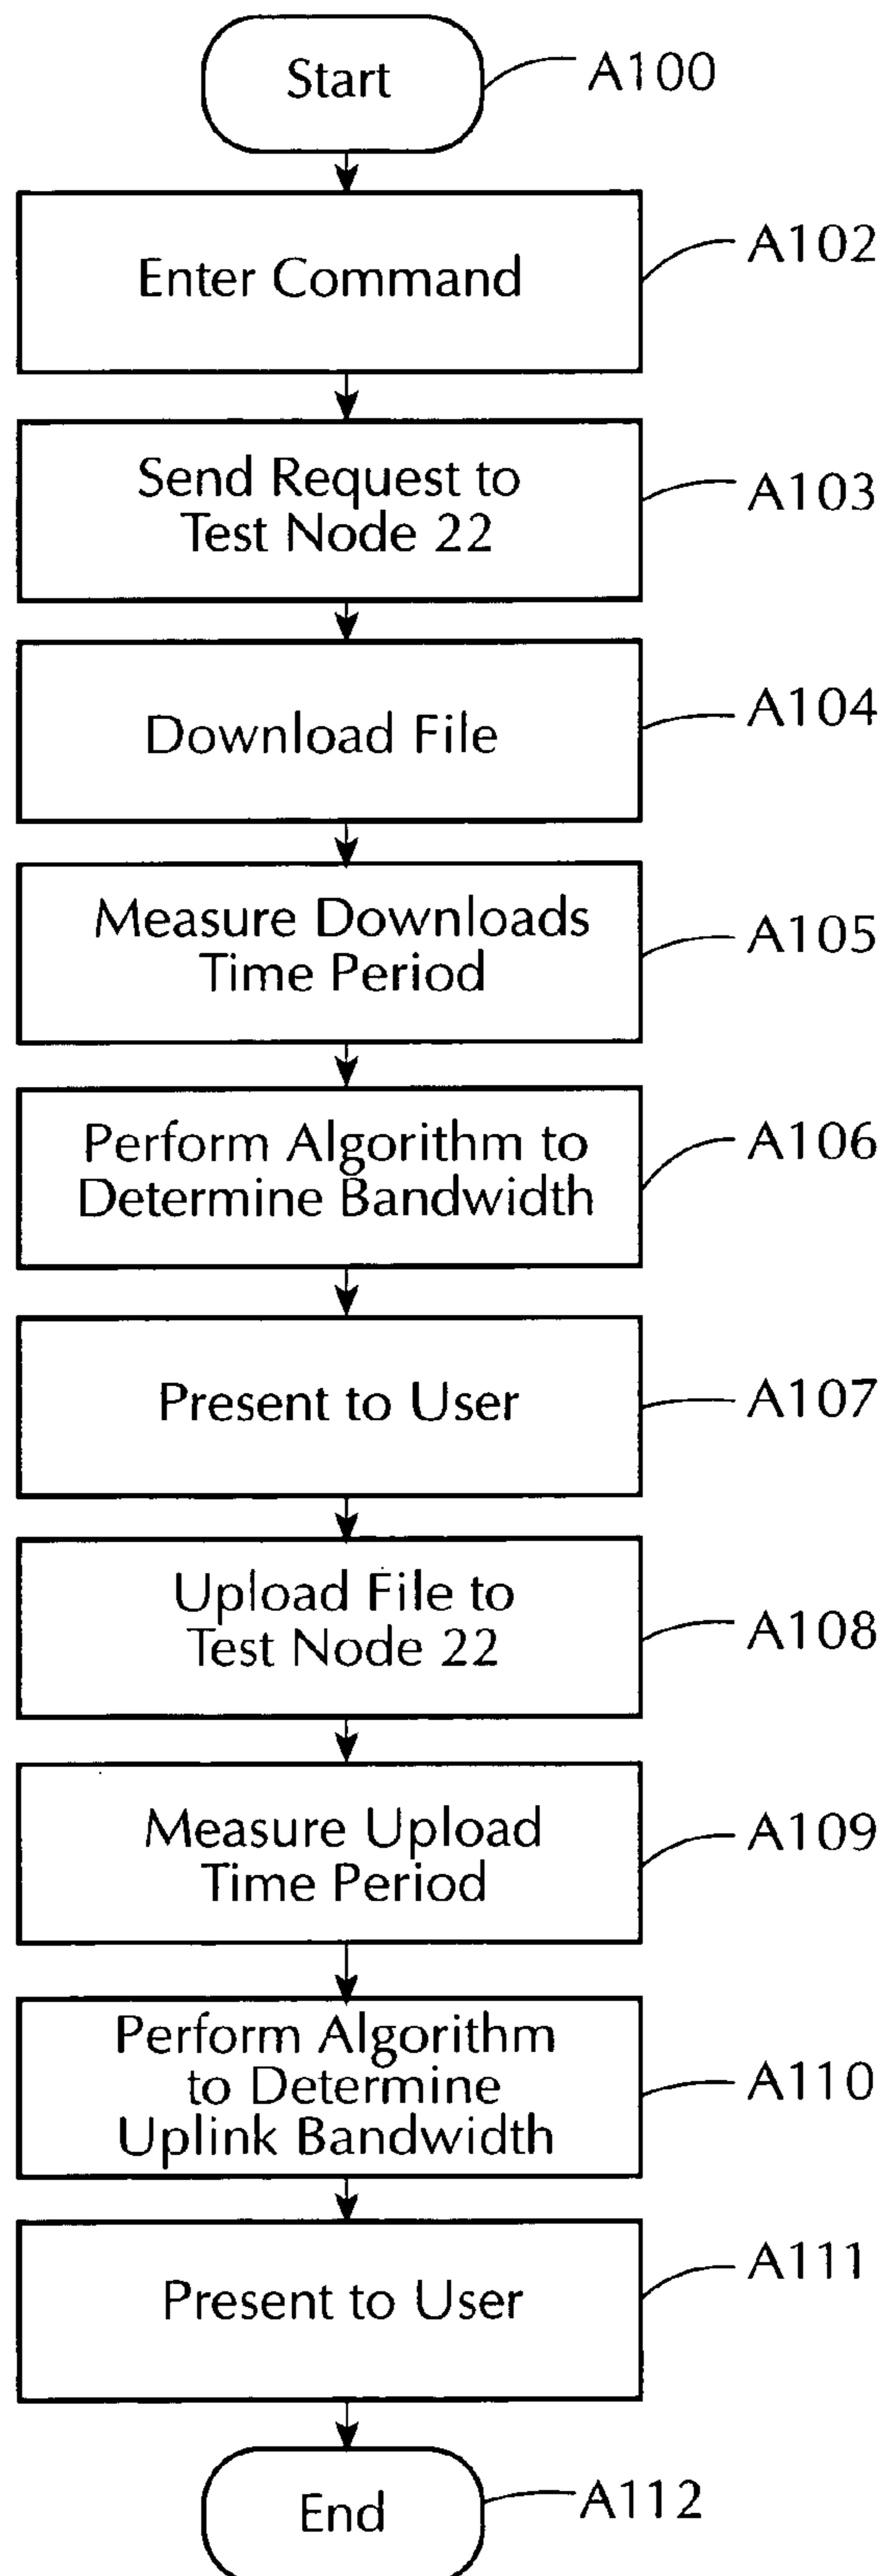 Start
A100
Enter Command
A102
Send Request to
Test Node 22
A103
Download File
A104
Measure Downloads
Time Period
A105
Perform Algorithm to
Determine Bandwidth
A106
Present to User
A107
Upload File to
Test Node 22
A108
Measure Upload
Time Period
A109
Perform Algorithm
to Determine
Uplink Bandwidth
A110
Present to User
A111
End
A112